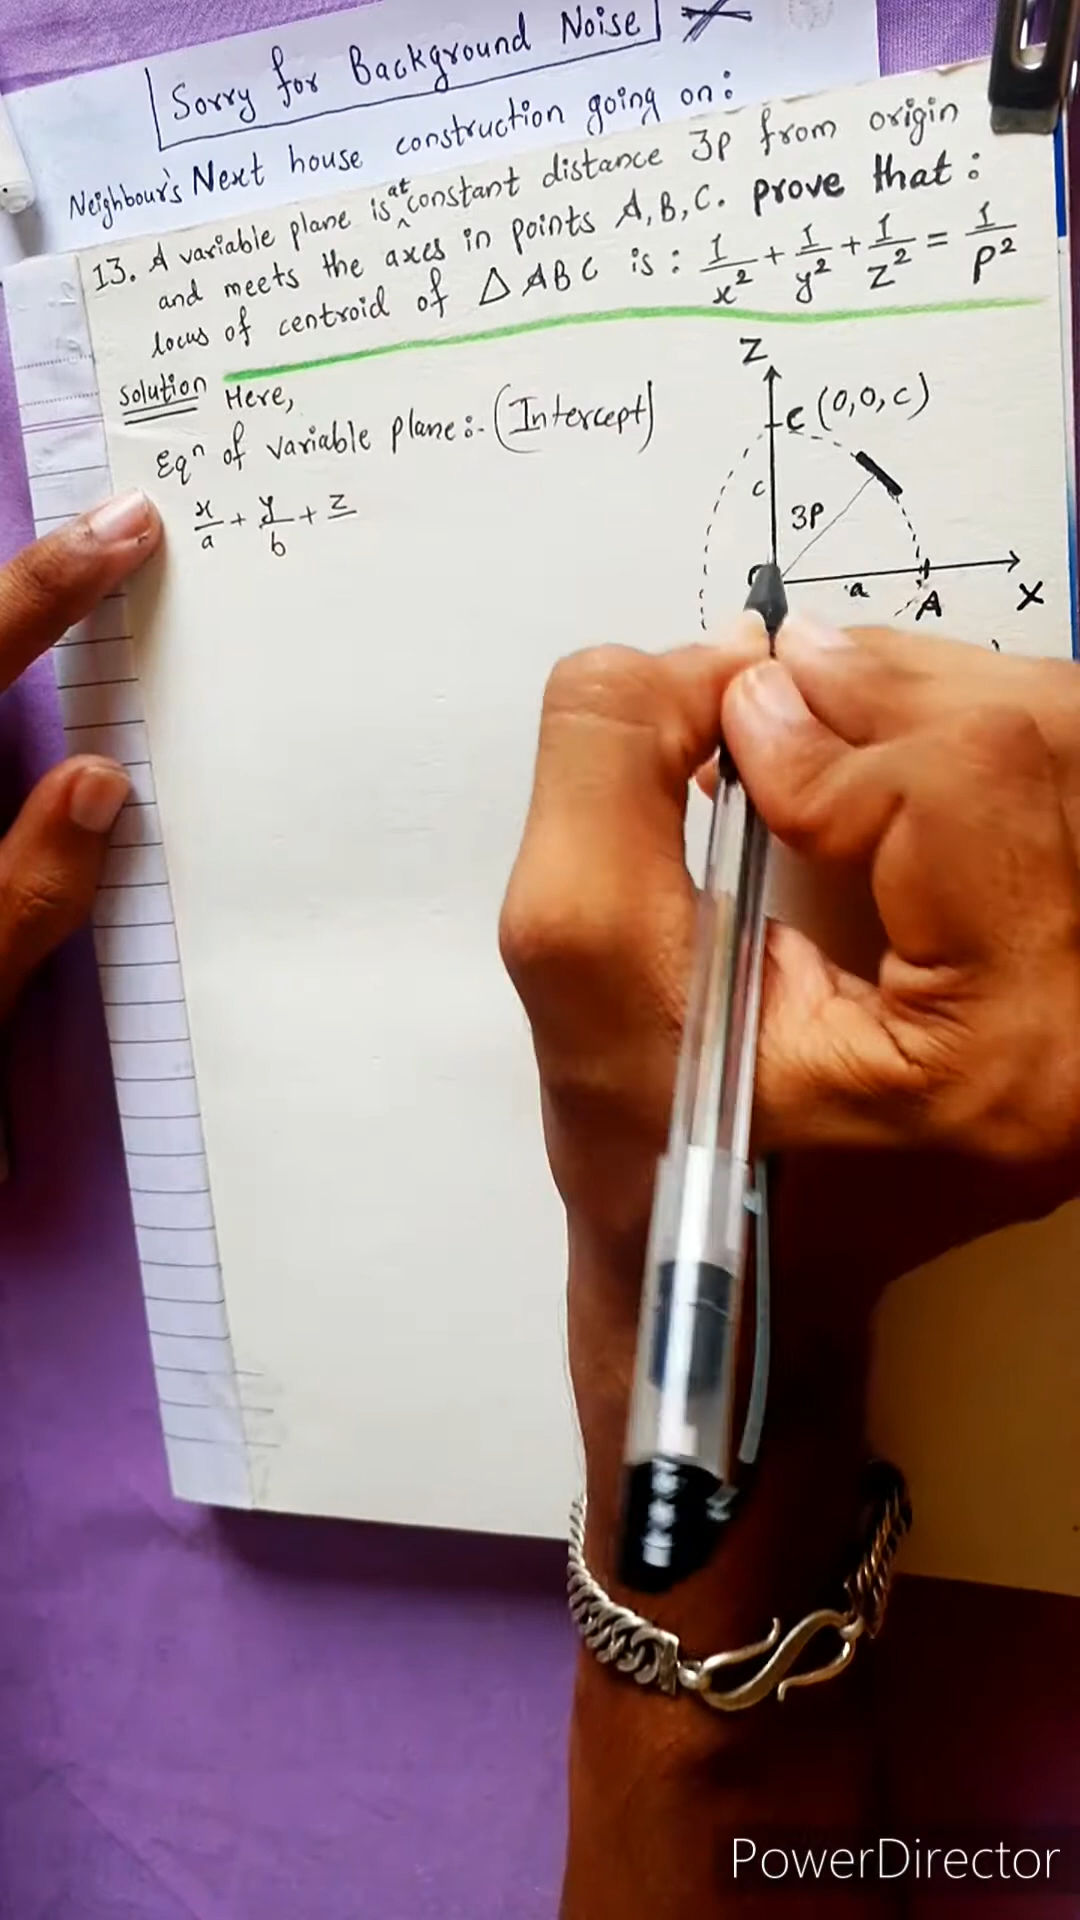 Sorry for Background Noise
Neighbour's Next house construction going on:
13. A variable plane is at constant distance 3p from origin
and meets the axes in points A, B, C. prove that:
locus of centroid of △ ABC is: 1/x² + 1/y² + 1/z² = 1/p²
Solution Here,
Eqⁿ of variable plane:- (Intercept)
x/a + y/b + z
Z
C (0,0,c)
c
3P
a
A
X
PowerDirector